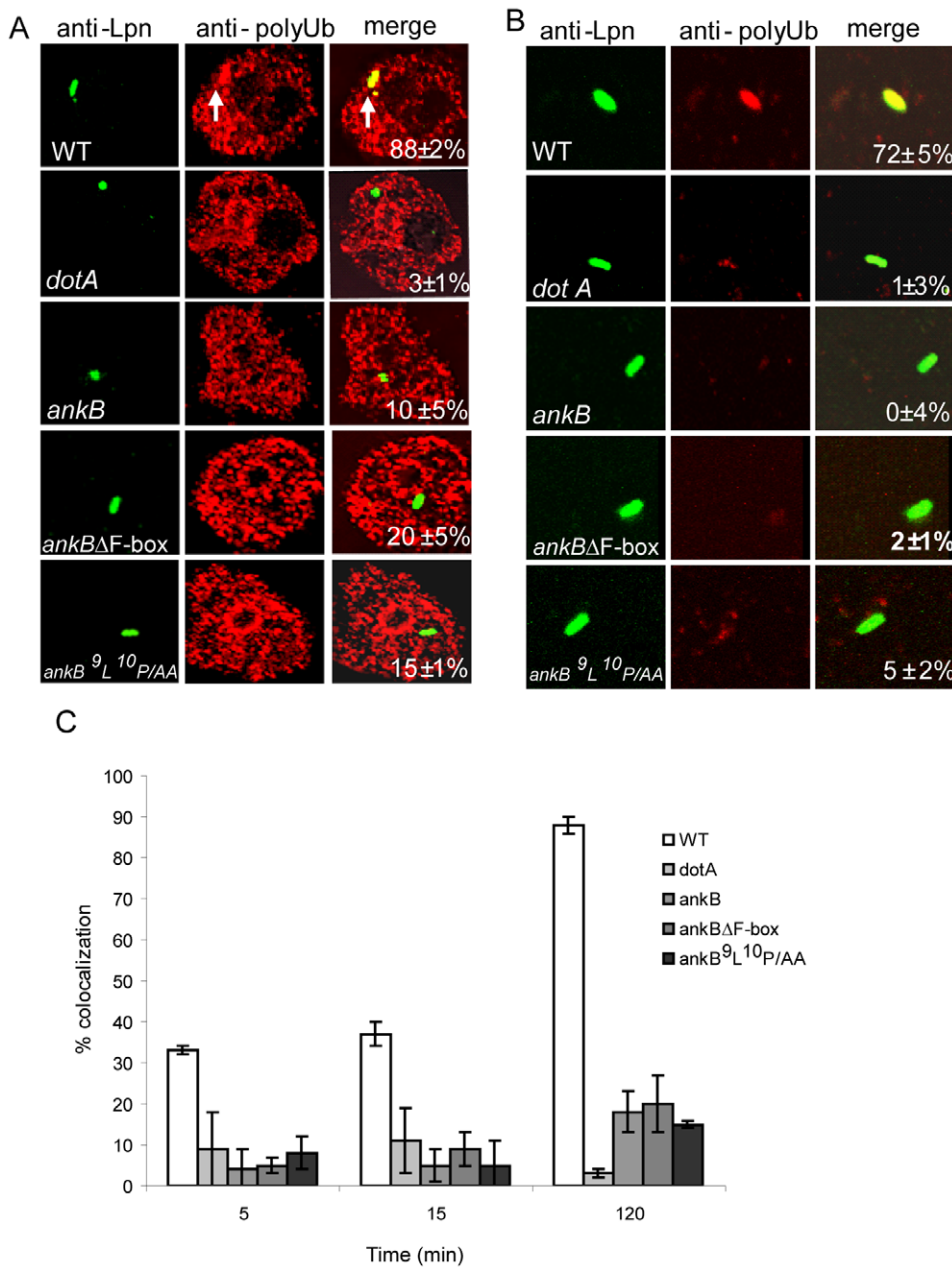 A
anti-Lpn anti-polyUb merge
WT 88±2%
dotA 3±1%
ankB 10±5%
ankBΔF-box 20±5%
ankB ⁹L ¹⁰P/AA 15±1%
B
anti-Lpn anti-polyUb merge
WT 72±5%
dot A 1±3%
ankB 0±4%
ankBΔF-box 2±1%
ankB ⁹L ¹⁰P/AA 5±2%
C
% colocalization
100
90
80
70
60
50
40
30
20
10
0
5 15 120
Time (min)
WT
dotA
ankB
ankBΔF-box
ankB⁹L¹⁰P/AA